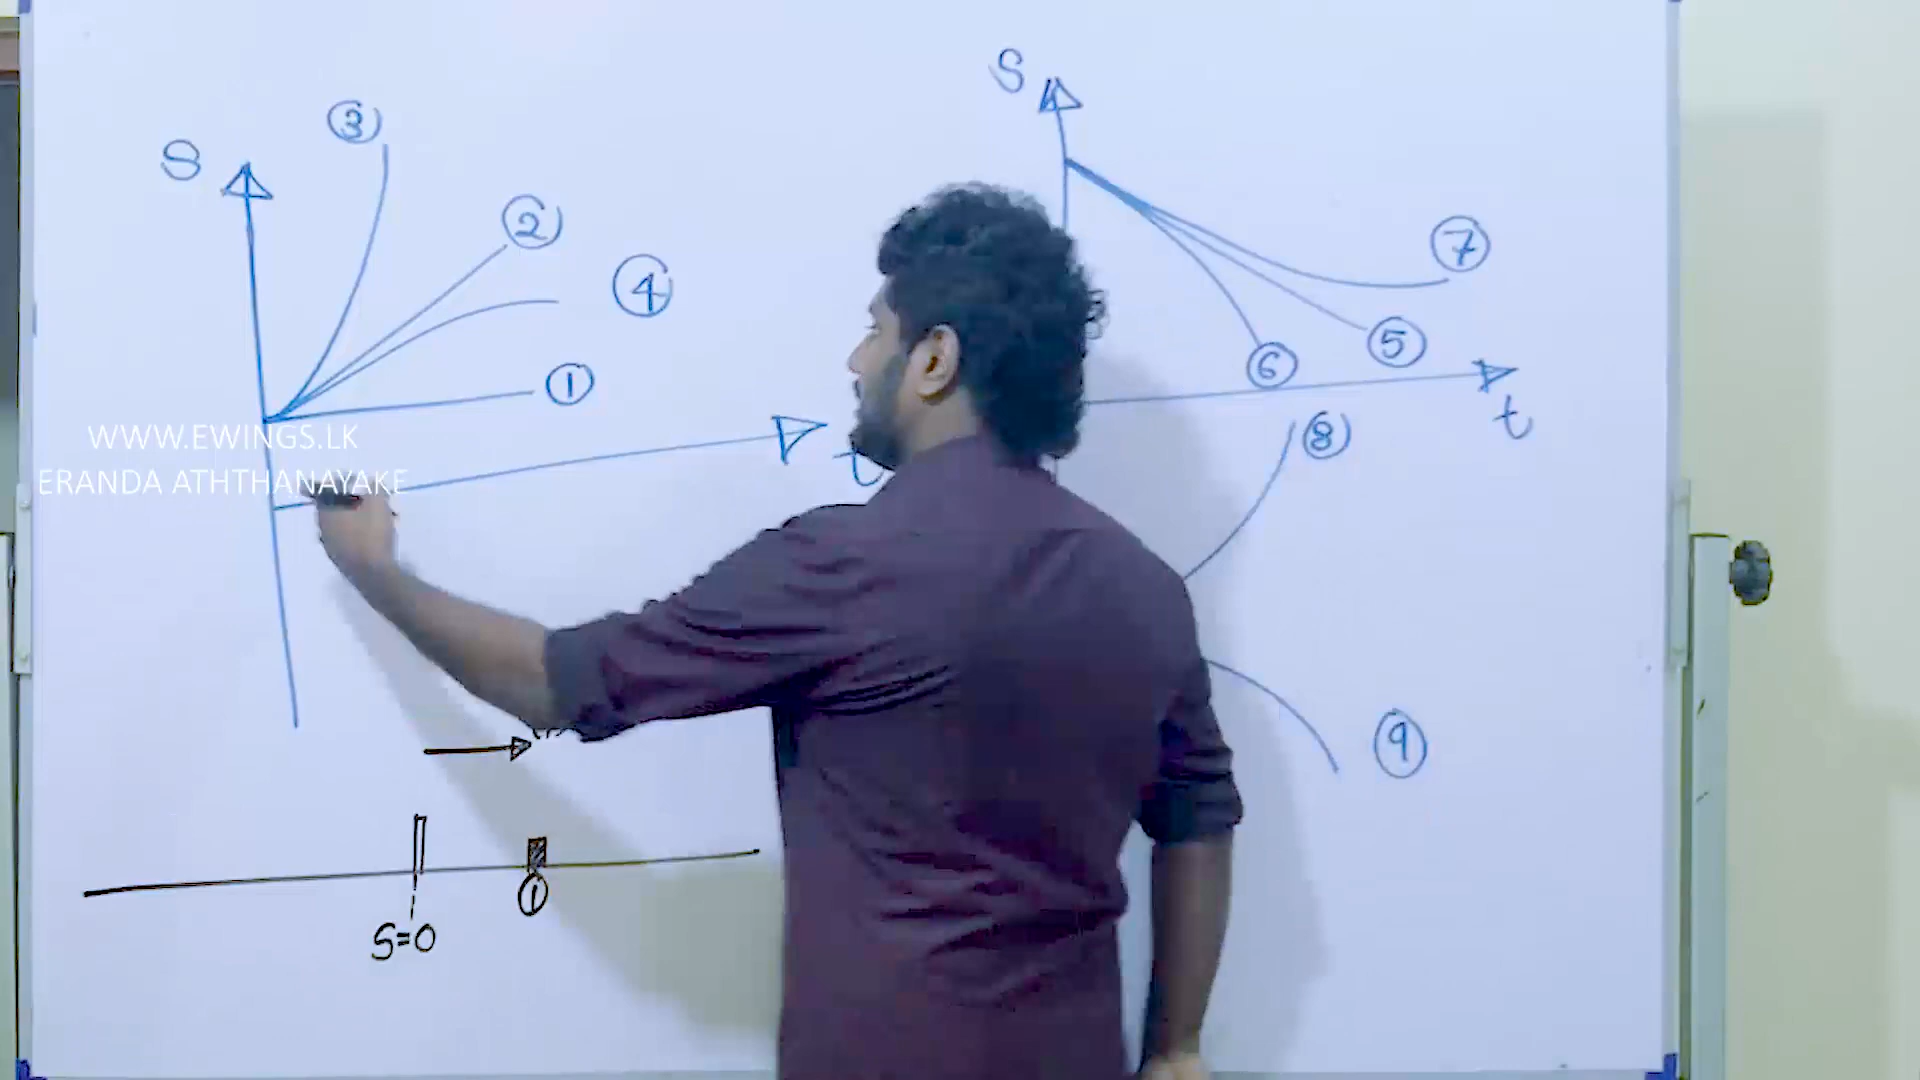 S
③
②
④
①
t
WWW.EWINGS.LK
ERANDA ATHTHANAYAKE
①
S=0
S
⑦
⑤
⑥
t
⑧
⑨